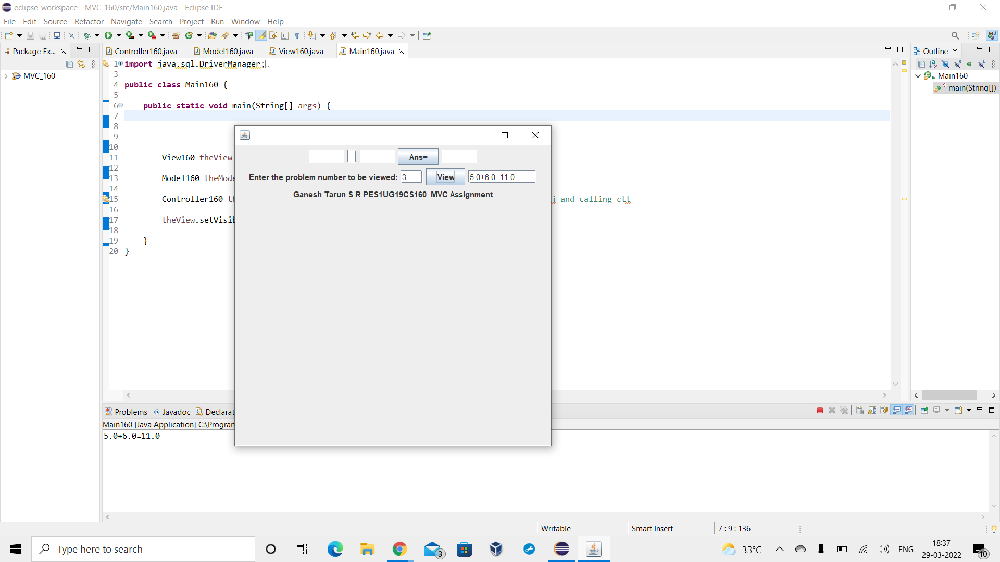 eclipse-workspace - MVC_160/src/Main160.java - Eclipse IDE
File Edit Source Refactor Navigate Search Project Run Window Help
Package Ex...
Controller160.java Model160.java View160.java Main160.java
Outline
MVC_160
1 import java.sql.DriverManager;
3
4 public class Main160 {
5
6 public static void main(String[] args) {
7
8
9
10
11 View160 theView
12
13 Model160 theMode
14
15 Controller160 th j and calling ctt
16
17 theView.setVisib
18
19 }
20 }
Main160
main(String[]) :
Ans=
Enter the problem number to be viewed: 3 View 5.0+6.0=11.0
Ganesh Tarun S R PES1UG19CS160 MVC Assignment
Problems @ Javadoc Declarat
Main160 [Java Application] C:\Program
5.0+6.0=11.0
Writable Smart Insert 7 : 9 : 136
Type here to search
3
33°C
ENG
18:37
29-03-2022
10